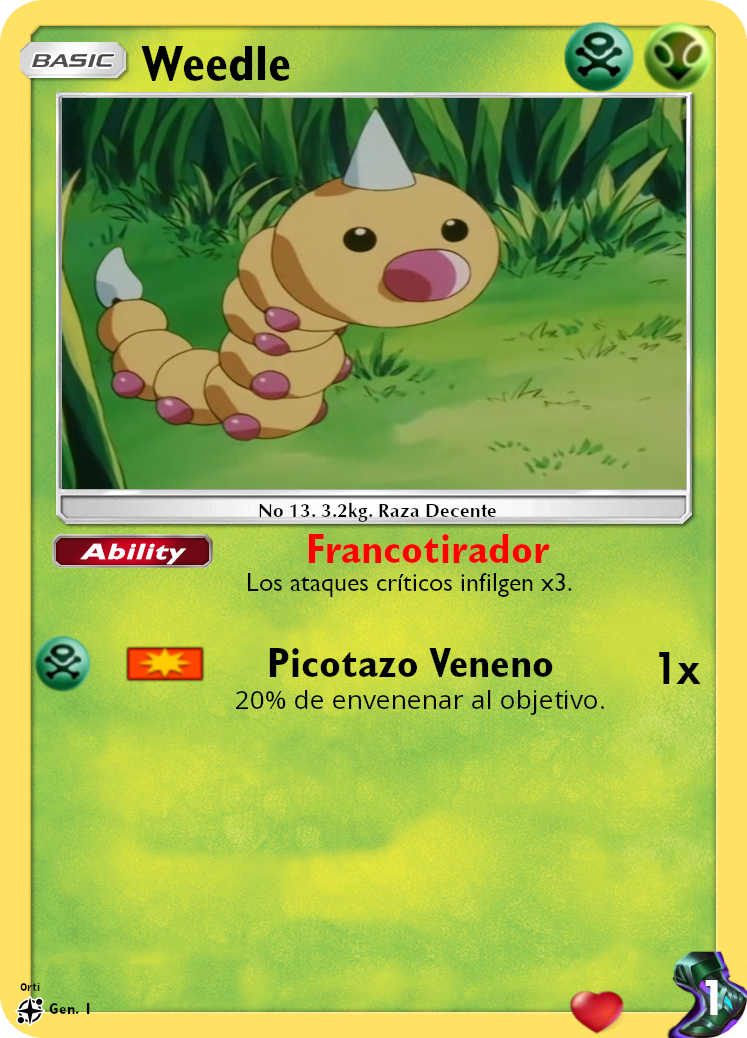 BASIC Weedle
No 13. 3.2kg. Raza Decente
Ability Francotirador
Los ataques críticos infilgen x3.
Picotazo Veneno 1x
20% de envenenar al objetivo.
Orti
Gen. 1
1